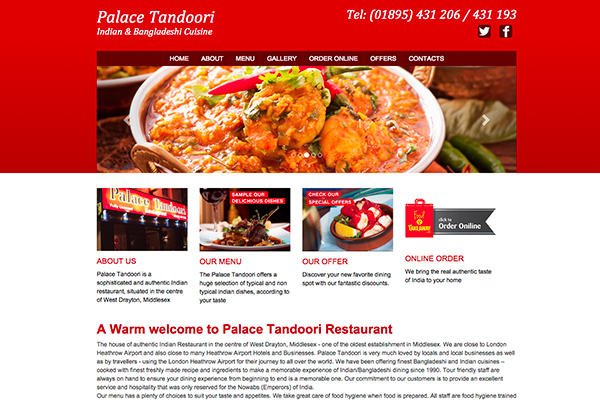 Palace Tandoori
Indian & Bangladeshi Cuisine
Tel: (01895) 431 206 / 431 193
HOME ABOUT MENU GALLERY ORDER ONLINE OFFERS CONTACTS
Palace Tandoori
SAMPLE OUR
DELICHIOUS DISHES
CHECK OUR
SPECIAL OFFERS
Food
TAKEAWAY
click to
Order Onliine
ABOUT US
Palace Tandoori is a
sophisticated and authentic Indian
restaurant, situated in the centre
of West Drayton, Middlesex
OUR MENU
The Palace Tandoori offers a
huge selection of typical and non
typical indian dishes, according to
your taste
OUR OFFER
Discover your new favorite dining
spot with our fantastic discounts.
ONLINE ORDER
We bring the real authentic taste
of India to your home
A Warm welcome to Palace Tandoori Restaurant
The house of authentic Indian Restaurant in the centre of West Drayton, Middlesex - one of the oldest establishment in Middlesex. We are close to London
Heathrow Airport and also close to many Heathrow Airport Hotels and Businesses. Palace Tandoori is very much loved by locals and local businesses as well
as by travellers - using the London Heathrow Airport for their journey to all over the world. We have been offering finest Bangladeshi and Indian cuisines –
cooked with finest freshly made recipe and ingredients to make a memorable experience of Indian/Bangladeshi dining since 1990. Tour friendly staff are
always on hand to ensure your dining experience from beginning to end is a memorable one. Our commitment to our customers is to provide an excellent
service and hospitality that was only reserved for the Nowabs (Emperors) of India.
Our menu has a plenty of choices to suit your taste and appetites. We take great care of food hygiene when food is prepared. All staff are food hygiene trained